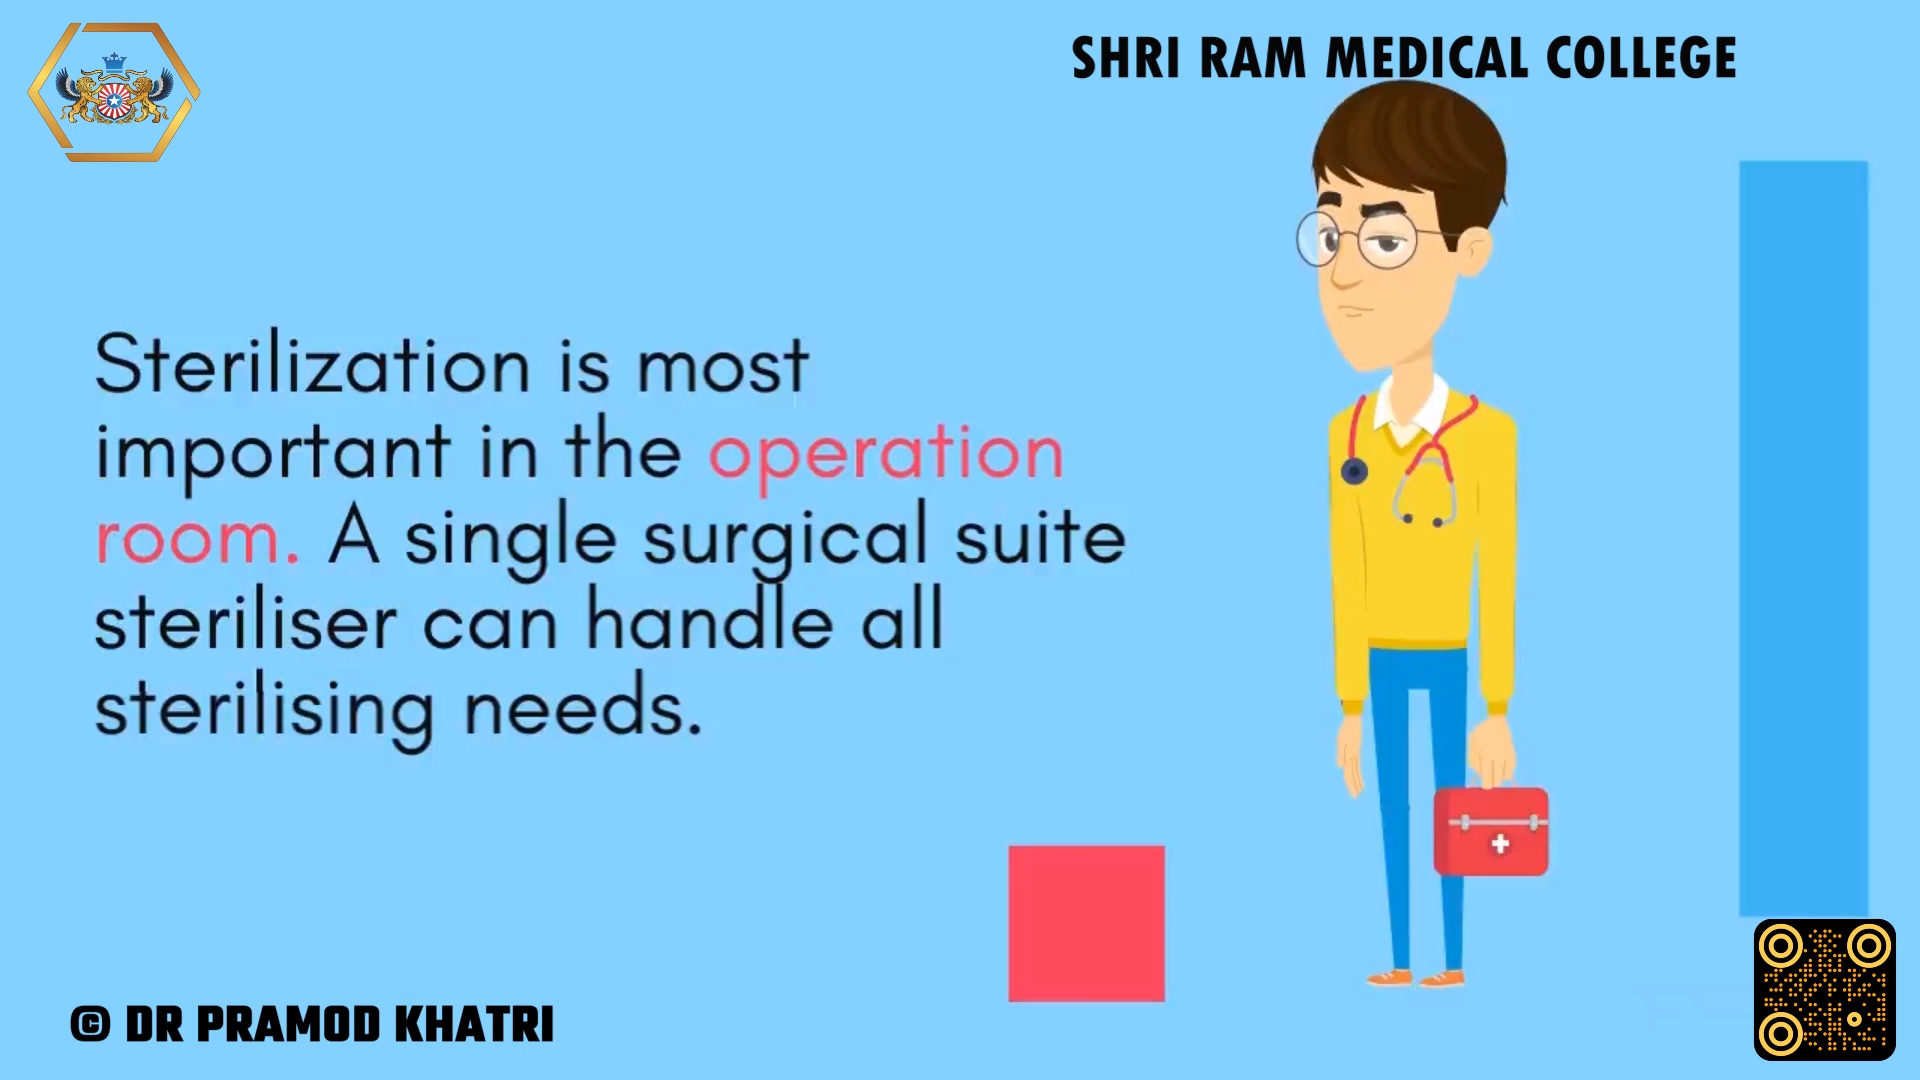 SHRI RAM MEDICAL COLLEGE
Sterilization is most
important in the operation
room. A single surgical suite
steriliser can handle all
sterilising needs.
© DR PRAMOD KHATRI